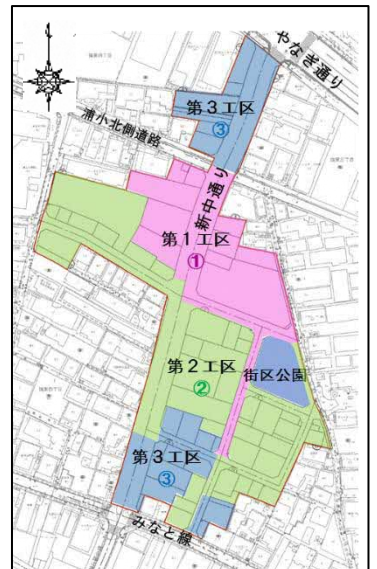 やなぎ通り
第3工区
③
浦小北側道路
新中通り
第1工区
①
第2工区
②
街区公園
第3工区
③
みなと線